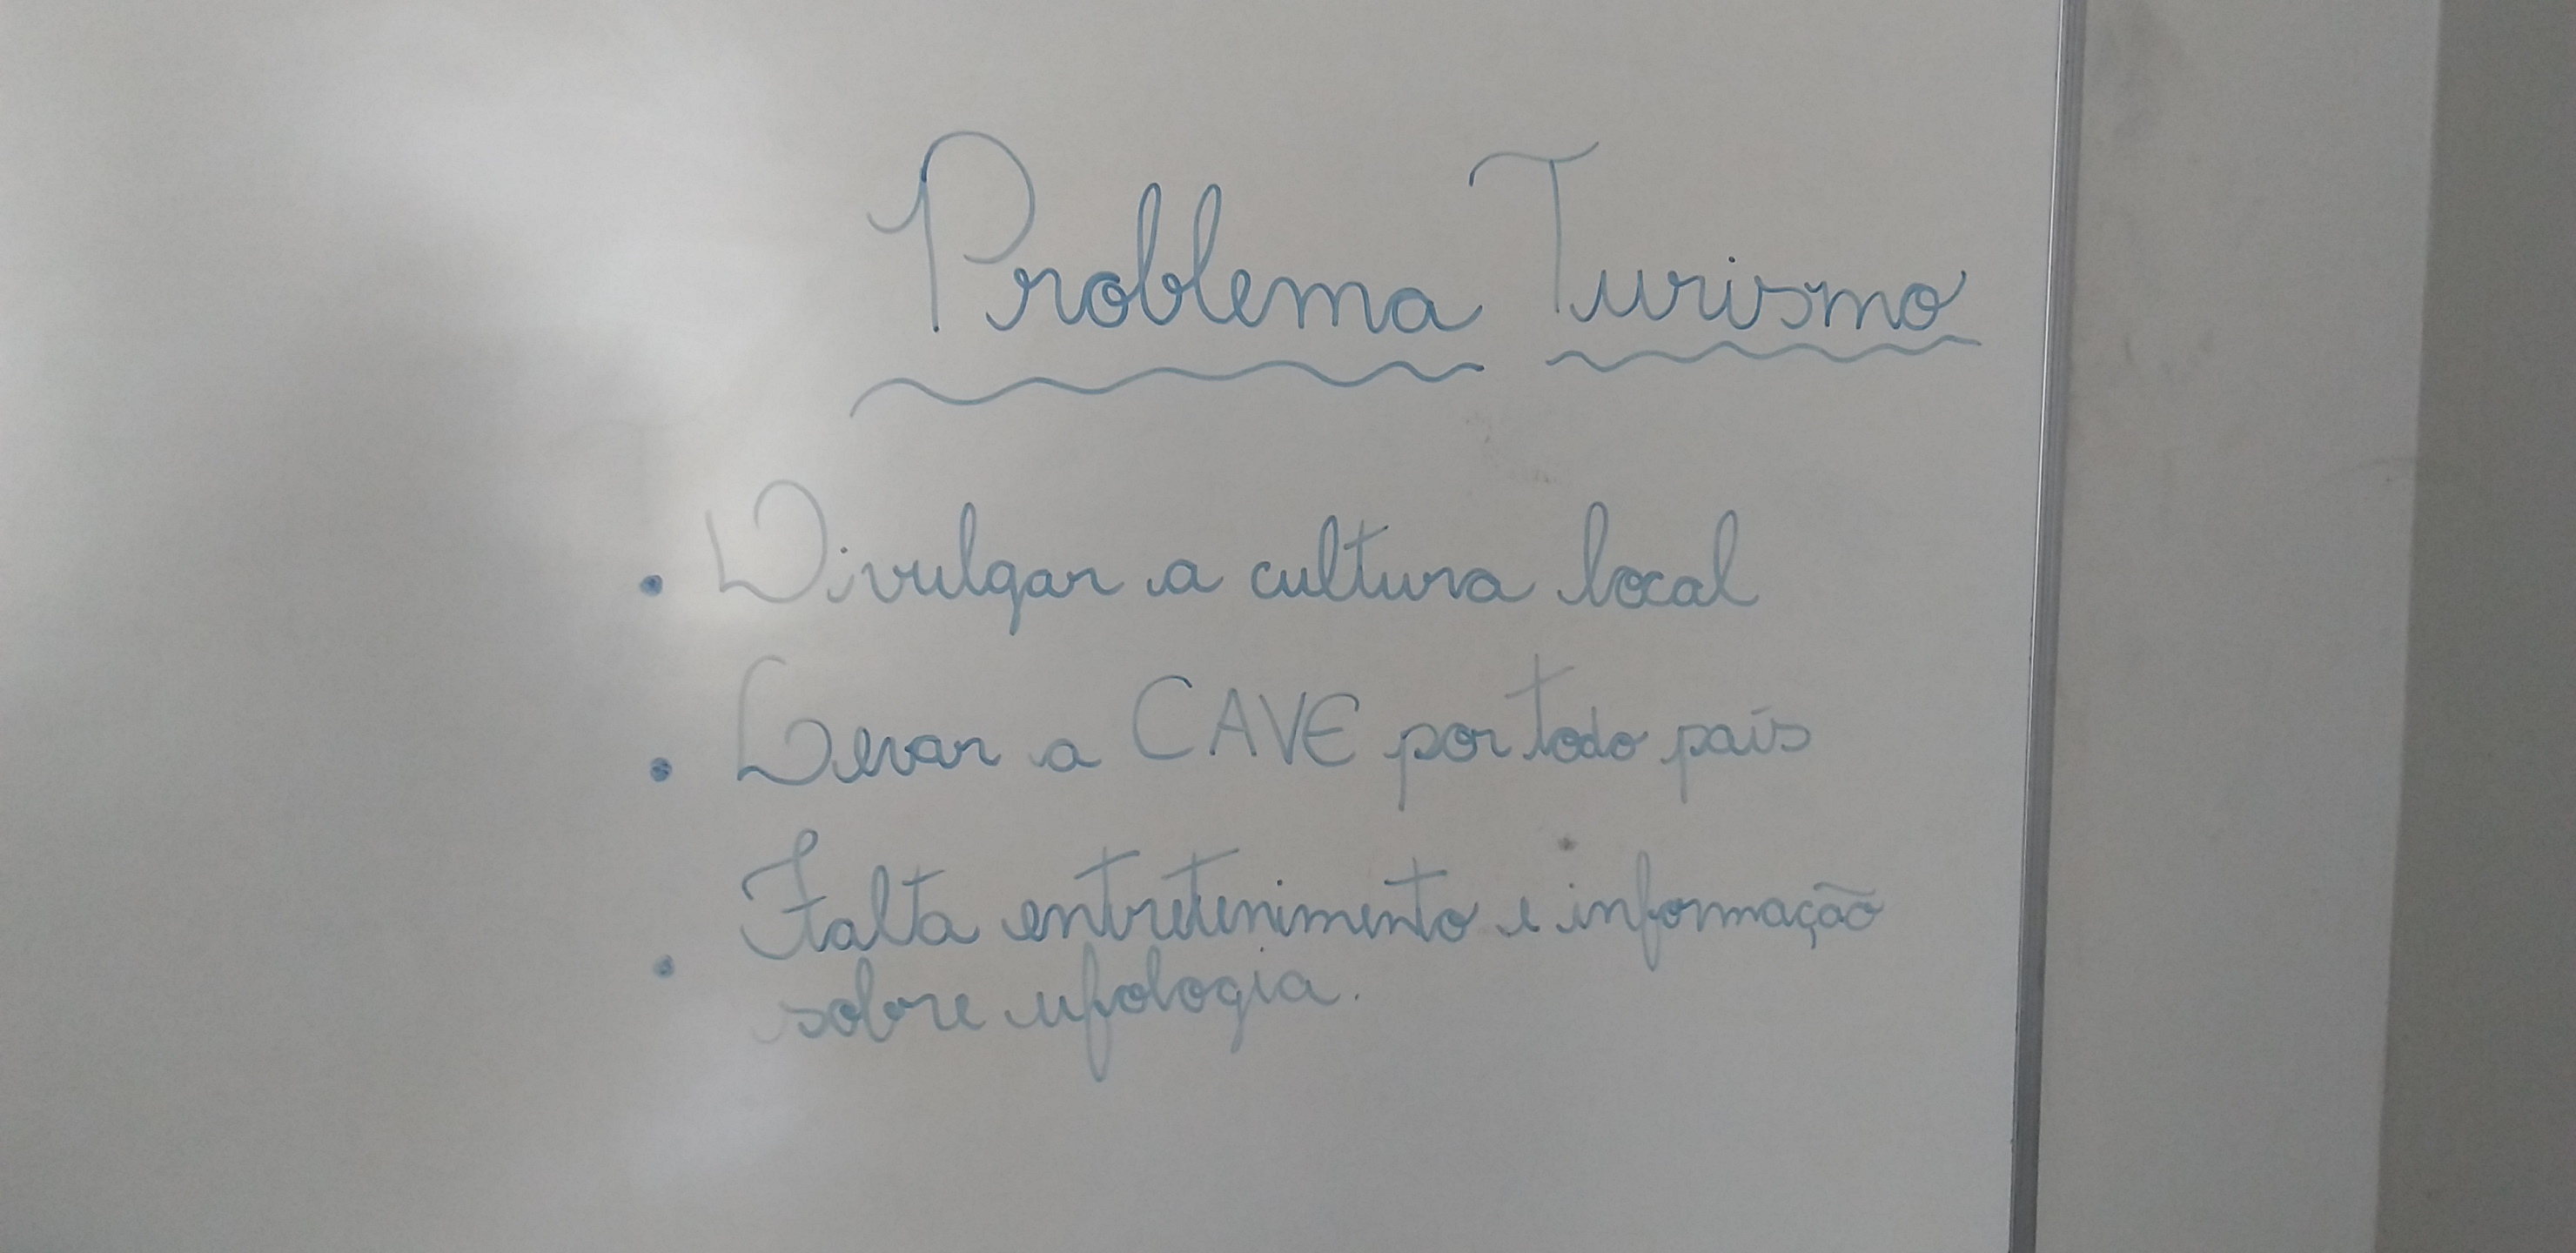 Problema Turismo
• Divulgar a cultura local
• Levar a CAVE por todo país
• Falta entretenimento e informação
sobre ufologia.